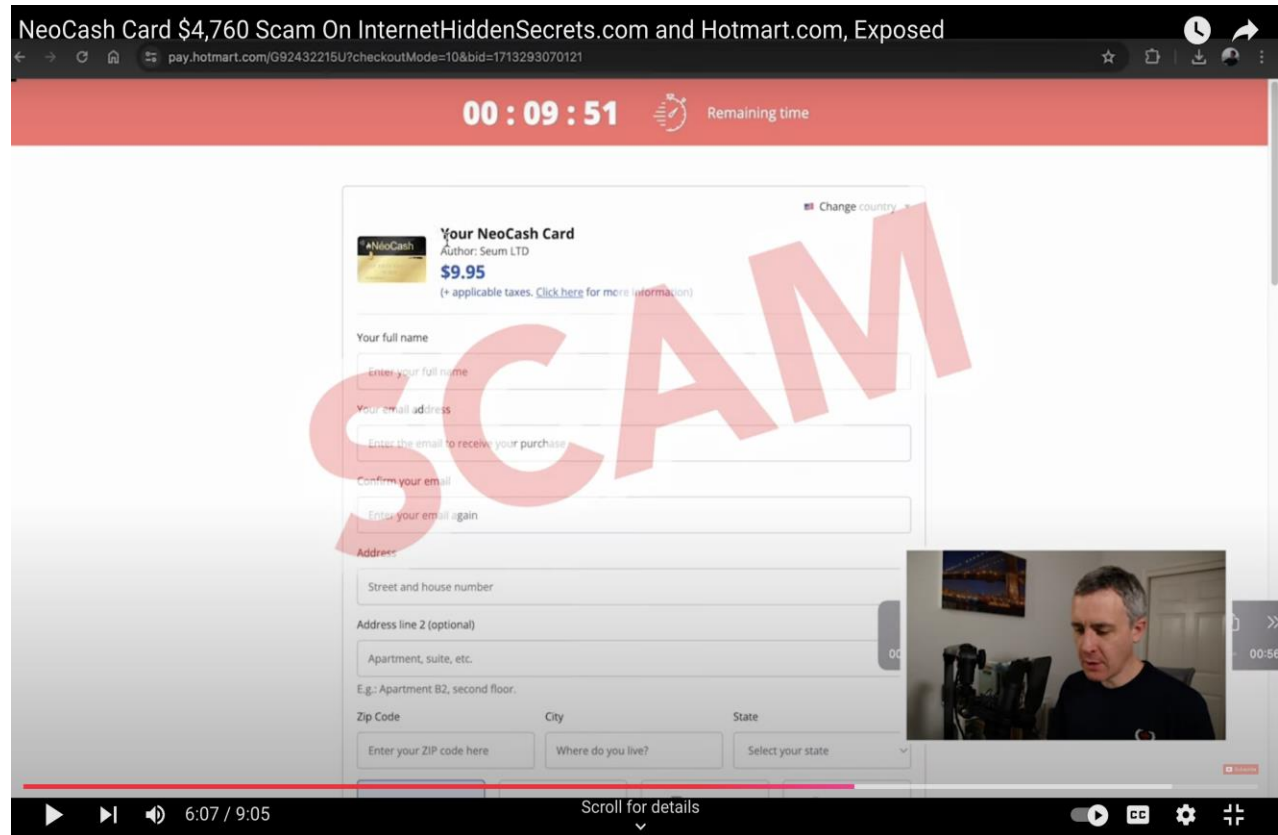 NeoCash Card $4,760 Scam On InternetHiddenSecrets.com and Hotmart.com, Exposed
pay.hotmart.com/G92432215U?checkoutMode=10&bid=1713293070121
00 : 09 : 51 Remaining time
Change country
NéoCash
Your NeoCash Card
Author: Seum LTD
$9.95
(+ applicable taxes. Click here for more information)
SCAM
Your full name
Enter your full name
Your email address
Enter the email to receive your purchase
Confirm your email
Enter your email again
Address
Street and house number
Address line 2 (optional)
Apartment, suite, etc.
E.g.: Apartment B2, second floor.
Zip Code City State
Enter your ZIP code here Where do you live? Select your state
00
00:56
6:07 / 9:05
Scroll for details
CC